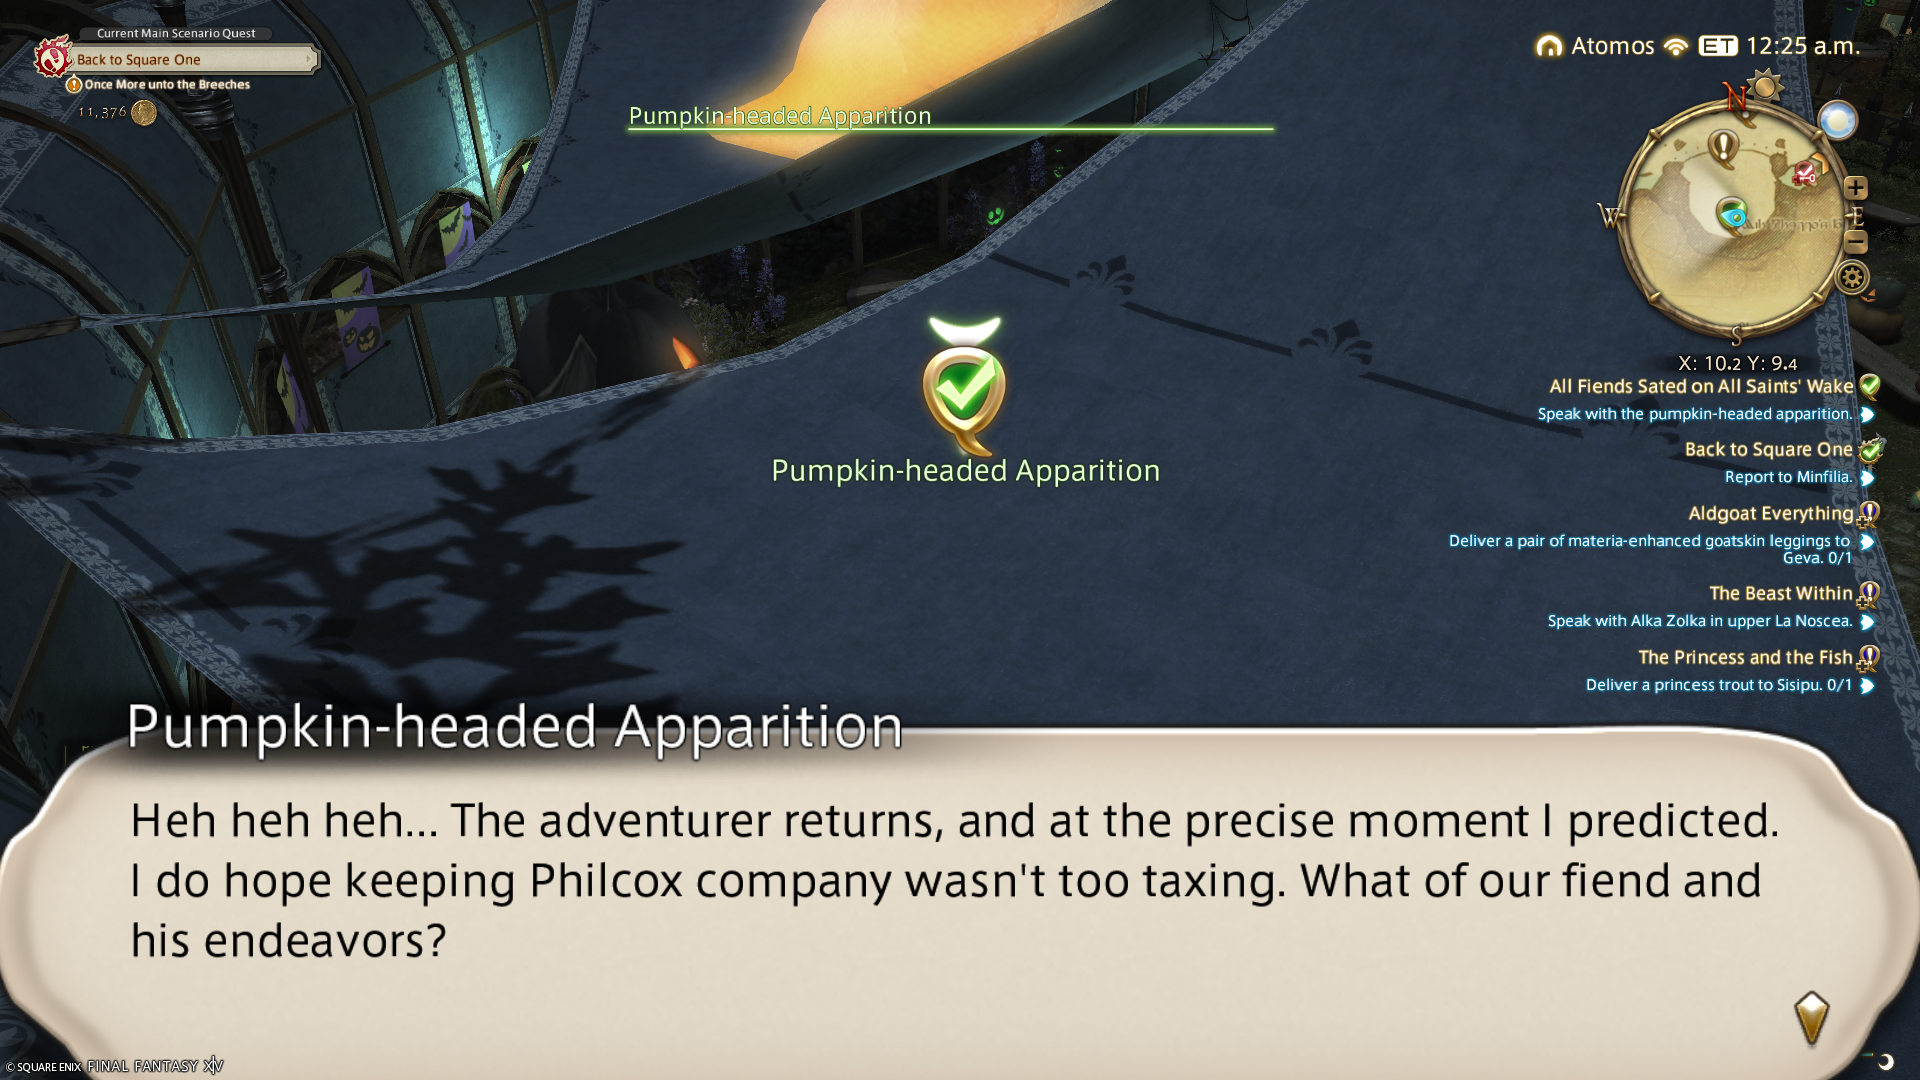 Current Main Scenario Quest
Back to Square One
Once More unto the Breeches
11,376
Pumpkin-headed Apparition
Atomos ET 12:25 a.m.
N
W
E
S
X: 10.2 Y: 9.4
All Fiends Sated on All Saints' Wake
Speak with the pumpkin-headed apparition.
Back to Square One
Report to Minfilia.
Aldgoat Everything
Deliver a pair of materia-enhanced goatskin leggings to
Geva. 0/1
The Beast Within
Speak with Alka Zolka in upper La Noscea.
The Princess and the Fish
Deliver a princess trout to Sisipu. 0/1
Pumpkin-headed Apparition
Pumpkin-headed Apparition
Heh heh heh... The adventurer returns, and at the precise moment I predicted.
I do hope keeping Philcox company wasn't too taxing. What of our fiend and
his endeavors?
© SQUARE ENIX FINAL FANTASY XIV